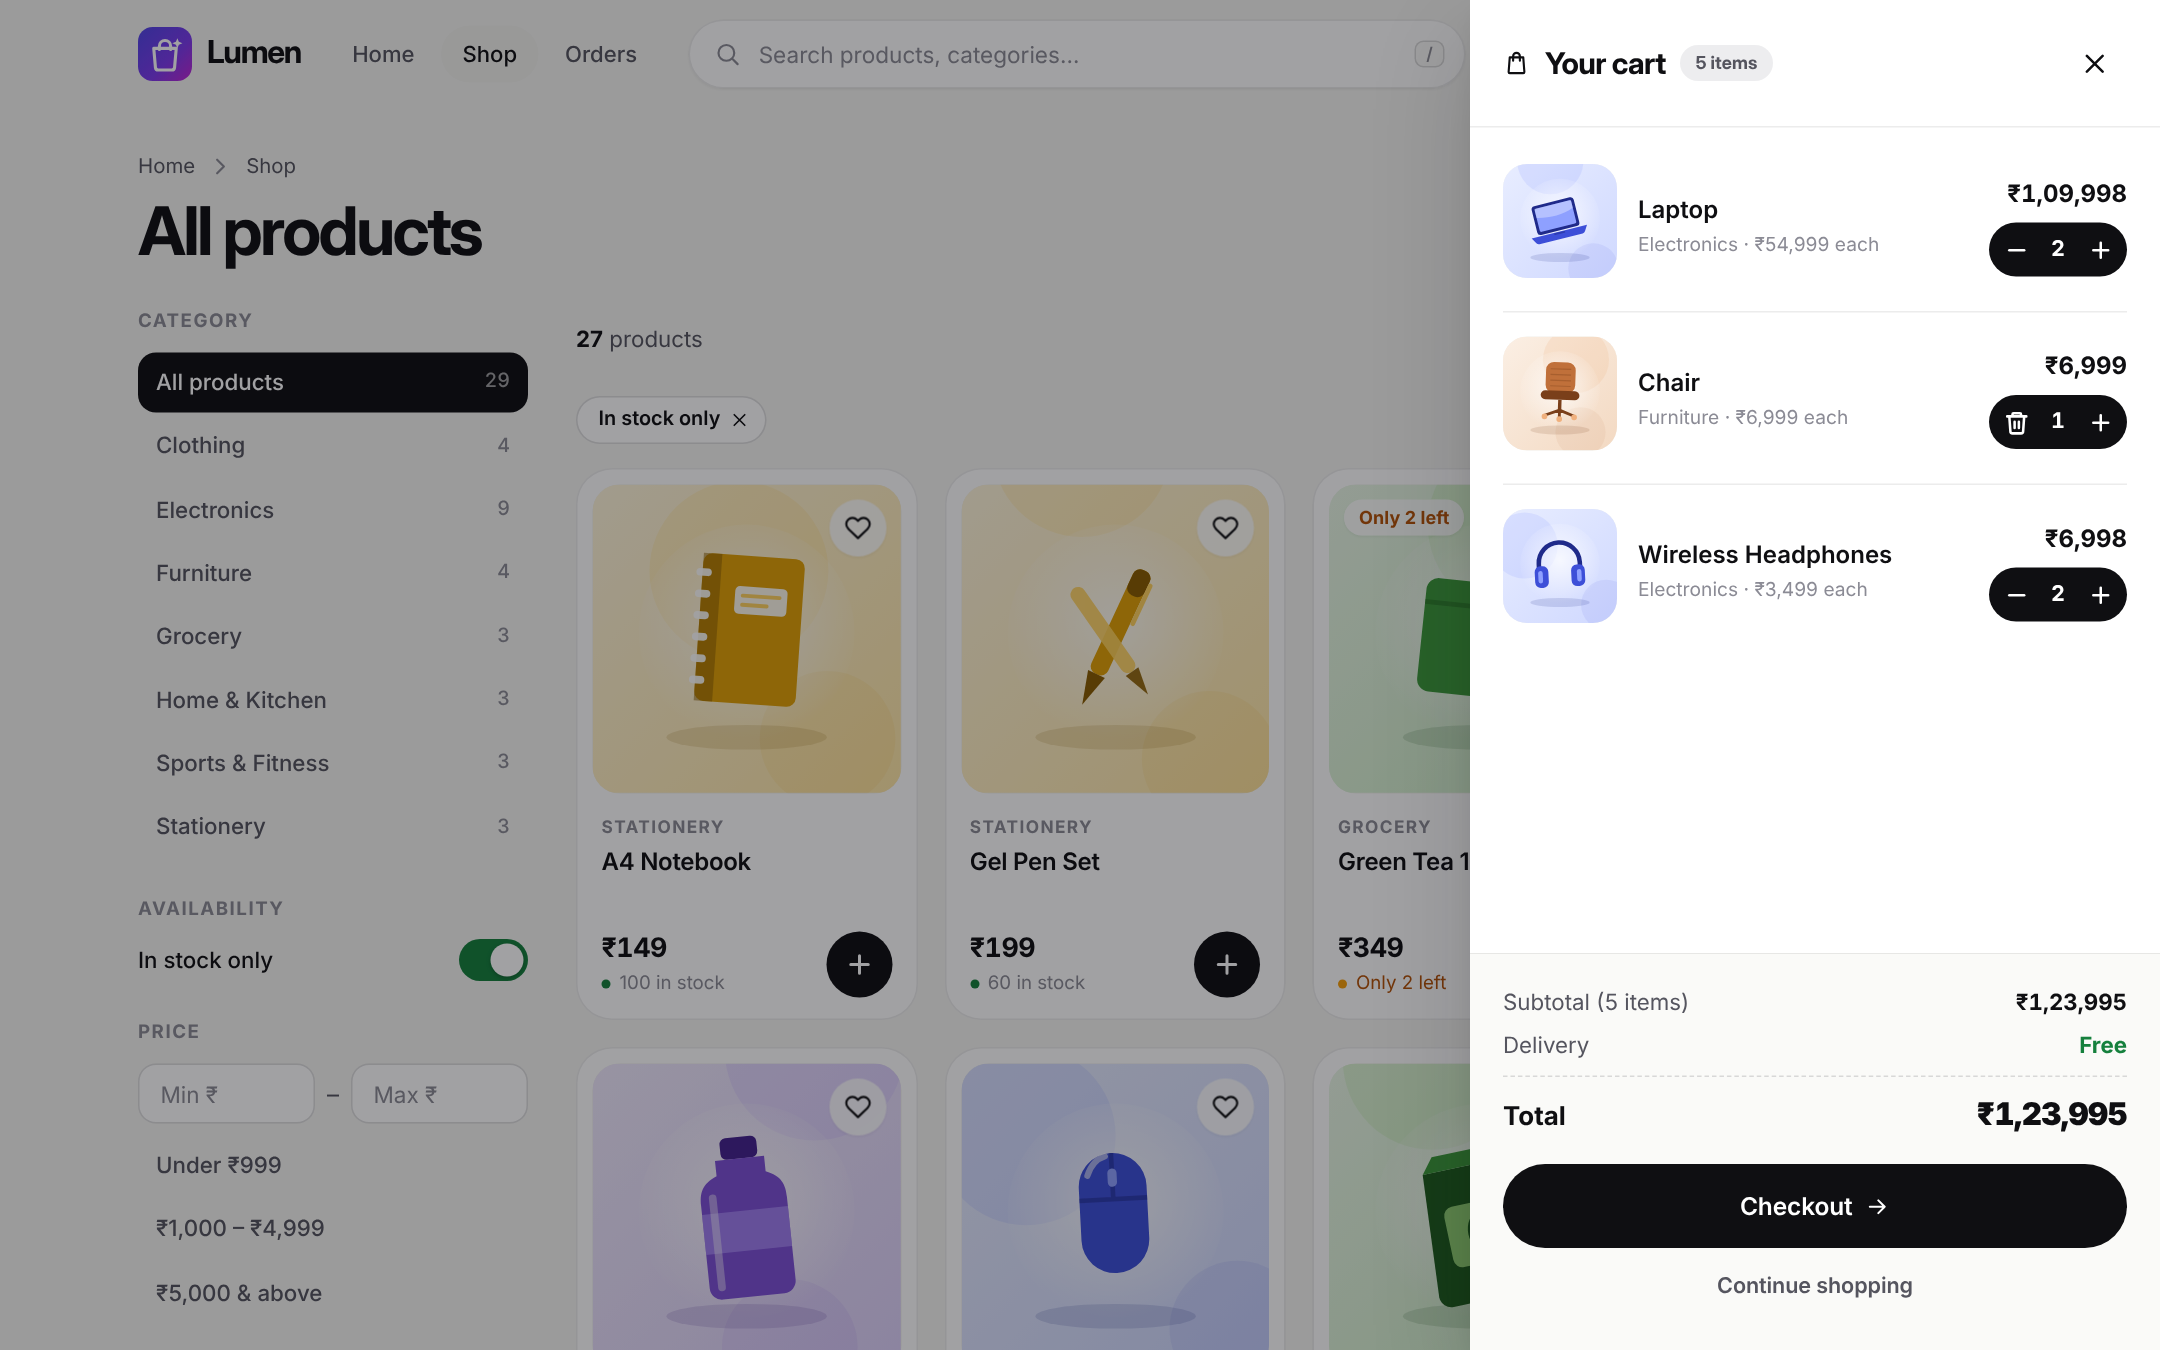 Lumen
Home
Shop
Orders
Search products, categories...
/
Home > Shop
All products
CATEGORY
All products 29
Clothing 4
Electronics 9
Furniture 4
Grocery 3
Home & Kitchen 3
Sports & Fitness 3
Stationery 3
AVAILABILITY
In stock only
PRICE
Min ₹ – Max ₹
Under ₹999
₹1,000 – ₹4,999
₹5,000 & above
27 products
In stock only
STATIONERY
A4 Notebook
₹149
100 in stock
STATIONERY
Gel Pen Set
₹199
60 in stock
Only 2 left
GROCERY
Green Tea
₹349
Only 2 left
Your cart 5 items
Laptop
Electronics · ₹54,999 each
₹1,09,998
2
Chair
Furniture · ₹6,999 each
₹6,999
1
Wireless Headphones
Electronics · ₹3,499 each
₹6,998
2
Subtotal (5 items) ₹1,23,995
Delivery Free
Total ₹1,23,995
Checkout →
Continue shopping